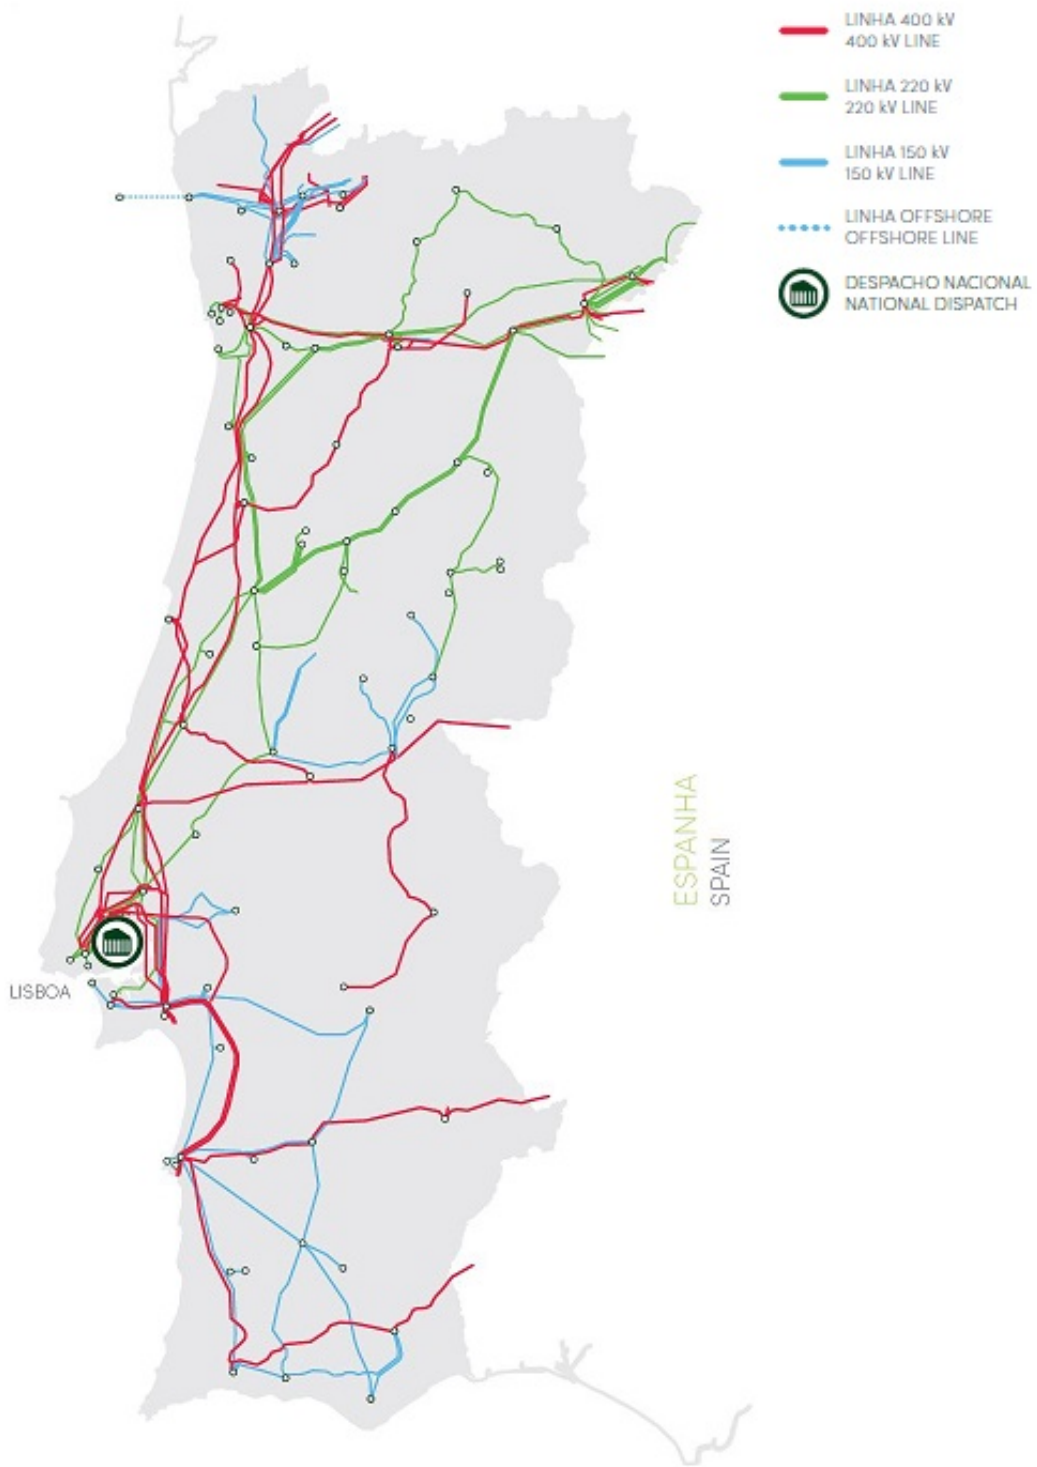 LINHA 400 kV
400 kV LINE
LINHA 220 kV
220 kV LINE
LINHA 150 kV
150 kV LINE
LINHA OFFSHORE
OFFSHORE LINE
DESPACHO NACIONAL
NATIONAL DISPATCH
ESPANHA
SPAIN
LISBOA